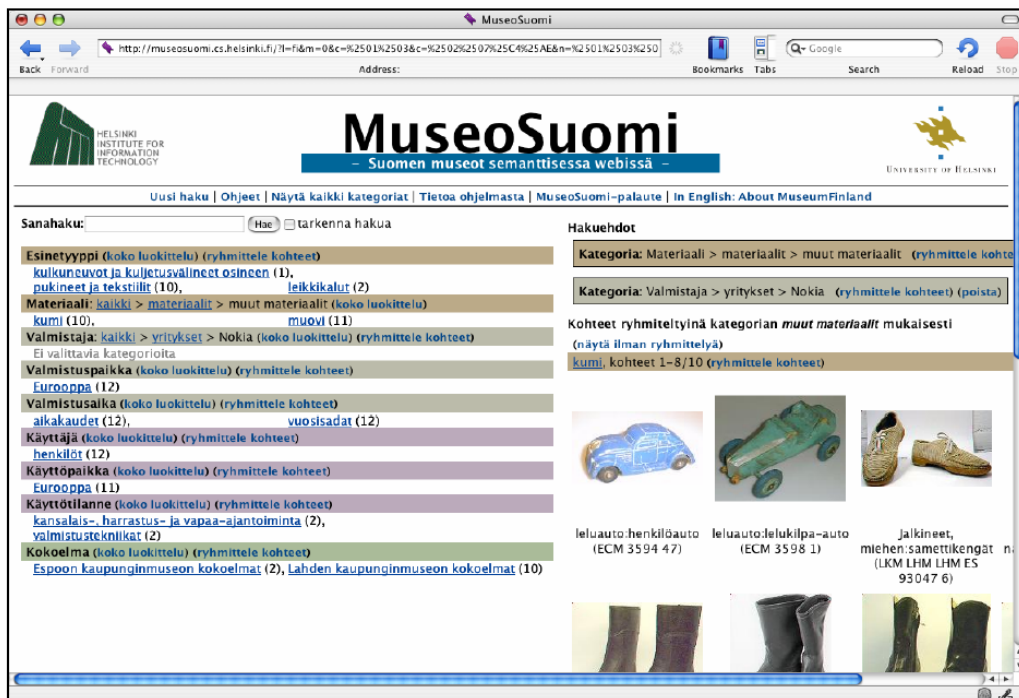 MuseoSuomi
http://museosuomi.cs.helsinki.fi/?l=fi&m=0&c=%2501%2503&c=%2502%2507%25C4%25AE&n=%2501%2503%250
Google
Back Forward Address: Bookmarks Tabs Search Reload Stop
HELSINKI
INSTITUTE FOR
INFORMATION
TECHNOLOGY
MuseoSuomi
– Suomen museot semanttisessa webissä –
UNIVERSITY OF HELSINKI
Uusi haku | Ohjeet | Näytä kaikki kategoriat | Tietoa ohjelmasta | MuseoSuomi-palaute | In English: About MuseumFinland
Sanahaku: Hae tarkenna hakua
Esinetyyppi (koko luokittelu) (ryhmittele kohteet)
kulkuneuvot ja kuljetusvälineet osineen (1),
pukineet ja tekstiilit (10), leikkikalut (2)
Materiaali: kaikki > materiaalit > muut materiaalit (koko luokittelu)
kumi (10), muovi (11)
Valmistaja: kaikki > yritykset > Nokia (koko luokittelu) (ryhmittele kohteet)
Ei valittavia kategorioita
Valmistuspaikka (koko luokittelu) (ryhmittele kohteet)
Eurooppa (12)
Valmistusaika (koko luokittelu) (ryhmittele kohteet)
aikakaudet (12), vuosisadat (12)
Käyttäjä (koko luokittelu) (ryhmittele kohteet)
henkilöt (12)
Käyttöpaikka (koko luokittelu) (ryhmittele kohteet)
Eurooppa (11)
Käyttötilanne (koko luokittelu) (ryhmittele kohteet)
kansalais-, harrastus- ja vapaa-ajantoiminta (2),
valmistustekniikat (2)
Kokoelma (koko luokittelu) (ryhmittele kohteet)
Espoon kaupunginmuseon kokoelmat (2), Lahden kaupunginmuseon kokoelmat (10)
Hakuehdot
Kategoria: Materiaali > materiaalit > muut materiaalit (ryhmittele kohte
Kategoria: Valmistaja > yritykset > Nokia (ryhmittele kohteet) (poista)
Kohteet ryhmiteltyinä kategorian muut materiaalit mukaisesti
(näytä ilman ryhmittelyä)
kumi, kohteet 1-8/10 (ryhmittele kohteet)
leluauto:henkilöauto
(ECM 3594 47)
leluauto:lelukilpa-auto
(ECM 3598 1)
Jalkineet,
miehen:samettikengät
(LKM LHM LHM ES
93047 6)